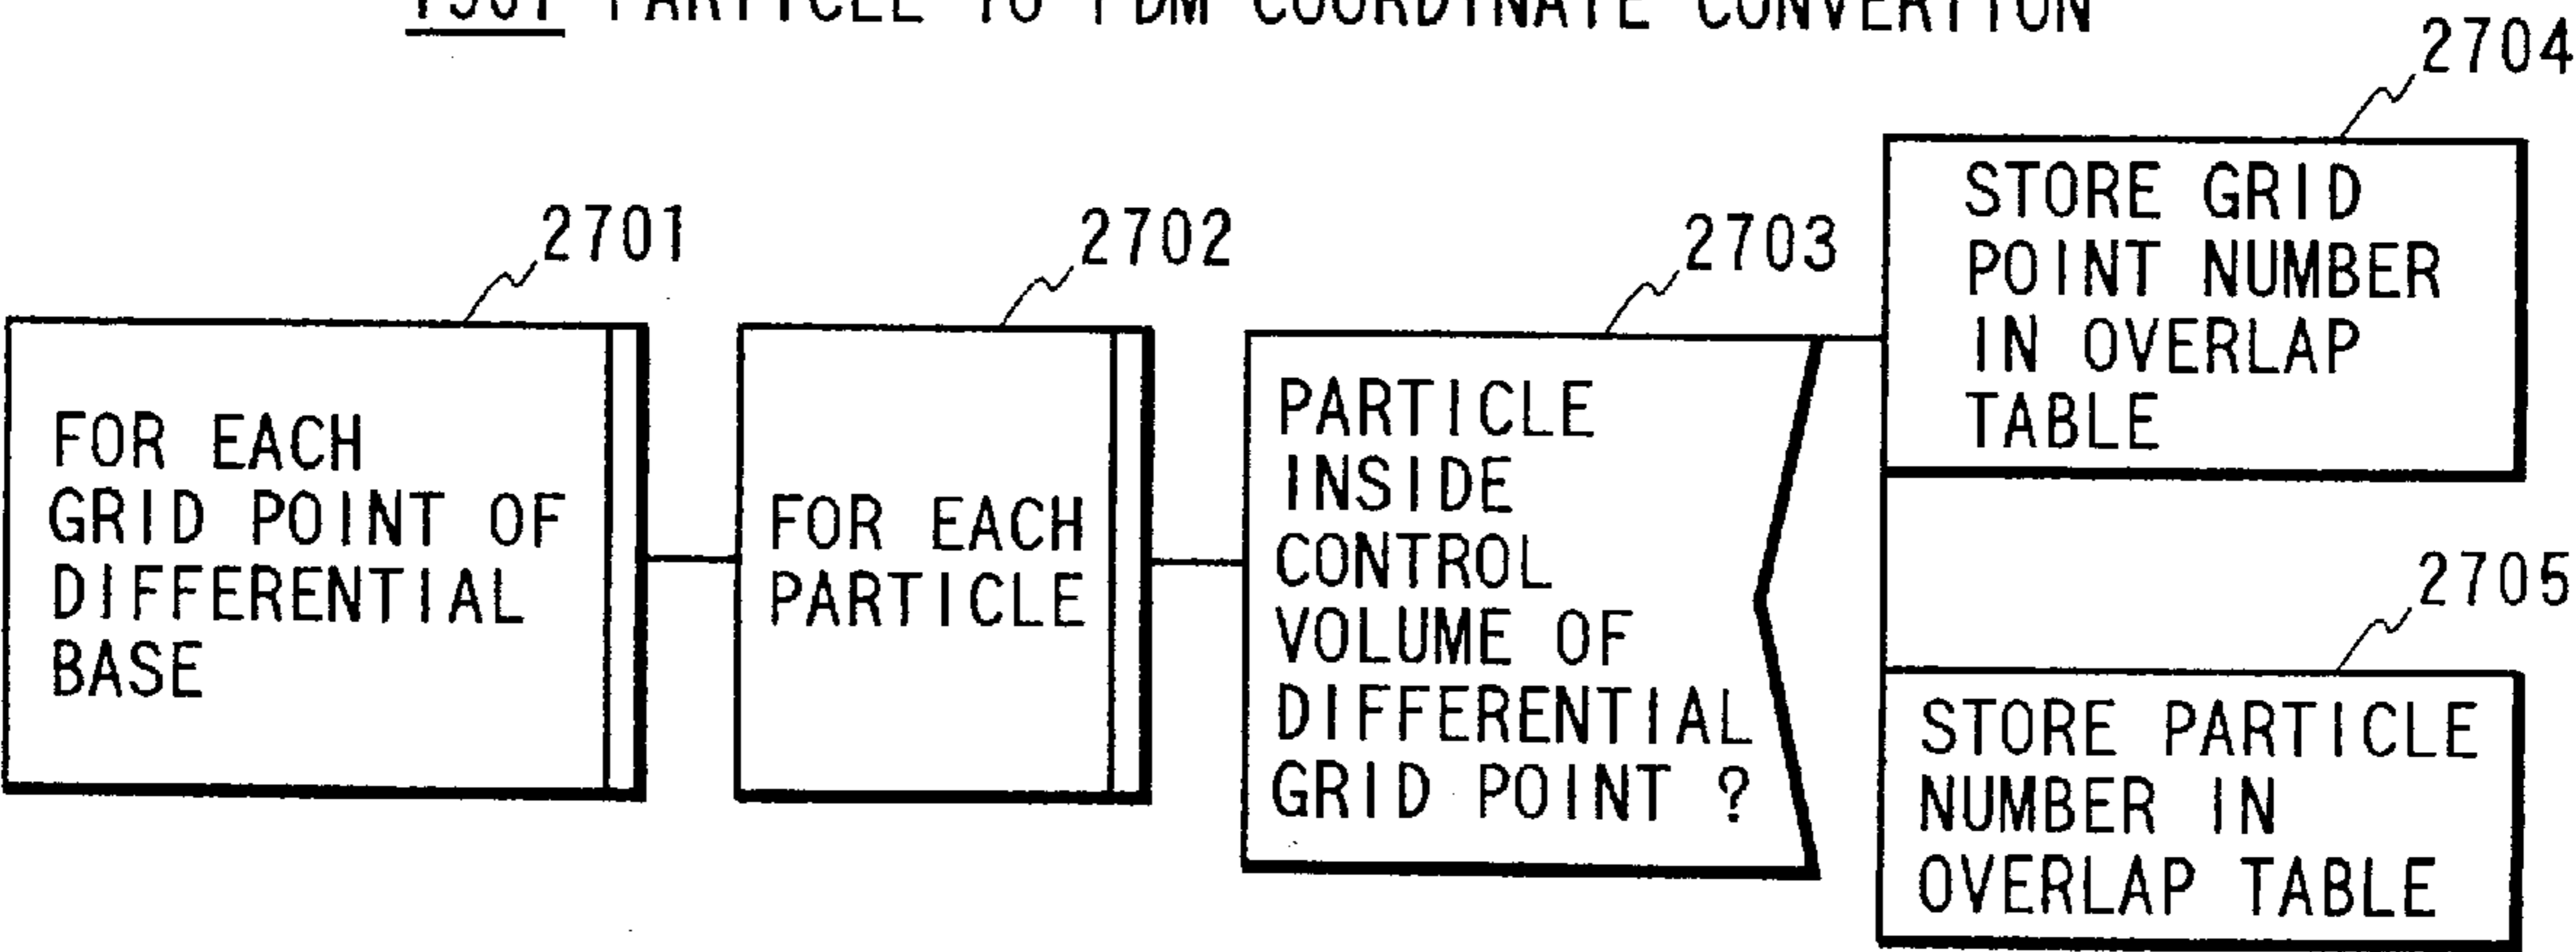 PARTICLE TO FDM COORDINATE CONVERTION
2701
FOR EACH
GRID POINT OF
DIFFERENTIAL
BASE
2702
FOR EACH
PARTICLE
2703
PARTICLE
INSIDE
CONTROL
VOLUME OF
DIFFERENTIAL
GRID POINT ?
2704
STORE GRID
POINT NUMBER
IN OVERLAP
TABLE
2705
STORE PARTICLE
NUMBER IN
OVERLAP TABLE